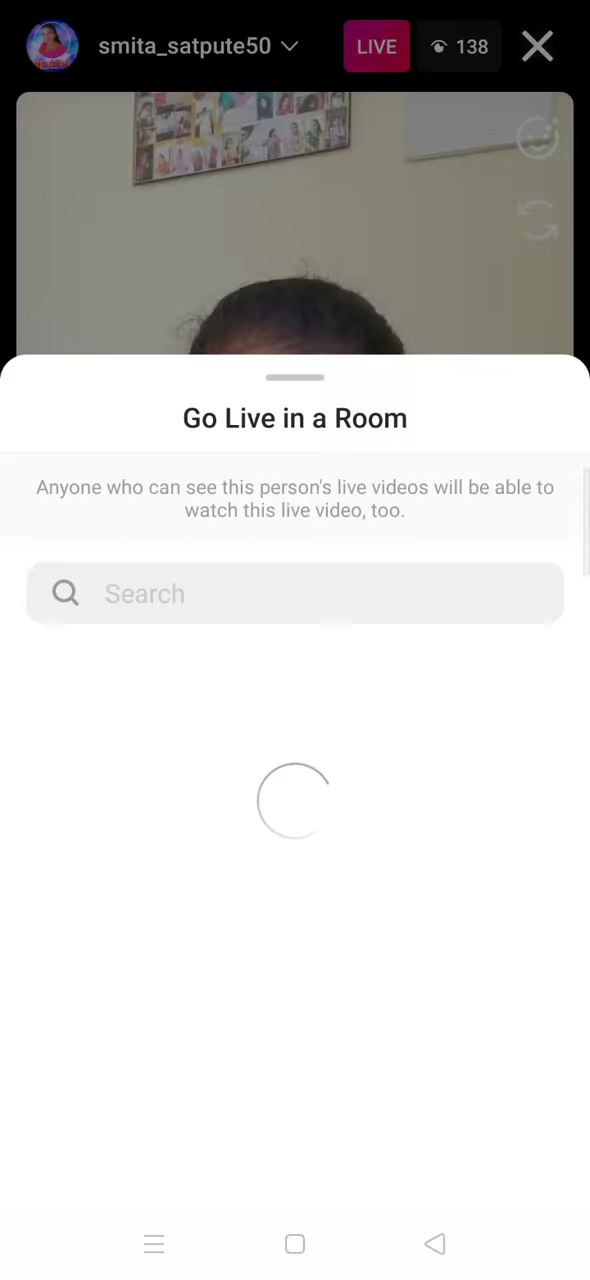 smita_satpute50
LIVE
138
Go Live in a Room
Anyone who can see this person's live videos will be able to
watch this live video, too.
Search